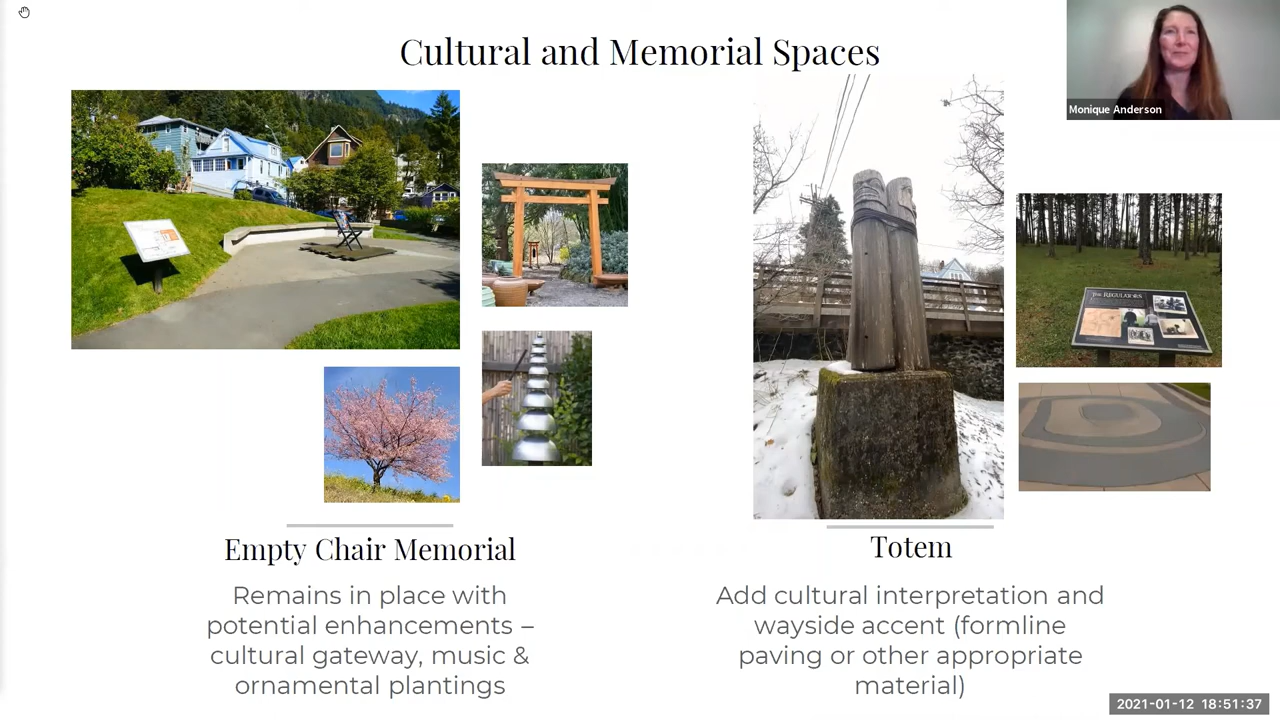 Cultural and Memorial Spaces
Monique Anderson
THE REGULATORS
Empty Chair Memorial
Remains in place with
potential enhancements –
cultural gateway, music &
ornamental plantings
Totem
Add cultural interpretation and
wayside accent (formline
paving or other appropriate
material)
2021-01-12 18:51:37